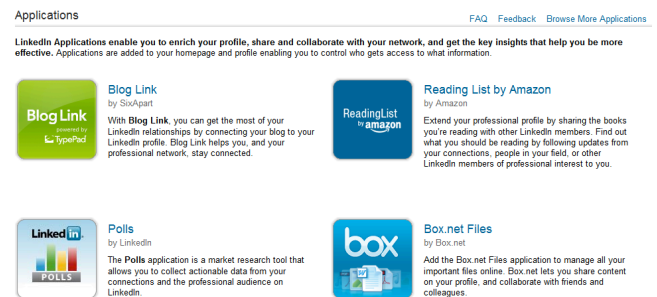 Applications
FAQ Feedback Browse More Applications
LinkedIn Applications enable you to enrich your profile, share and collaborate with your network, and get the key insights that help you be more
effective. Applications are added to your homepage and profile enabling you to control who gets access to what information.
BlogLink
powered by
TypePad
Blog Link
by SixApart
With Blog Link, you can get the most of your
LinkedIn relationships by connecting your blog to your
LinkedIn profile. Blog Link helps you, and your
professional network, stay connected.
ReadingList
by amazon
Reading List by Amazon
by Amazon
Extend your professional profile by sharing the books
you're reading with other LinkedIn members. Find out
what you should be reading by following updates from
your connections, people in your field, or other
LinkedIn members of professional interest to you.
Linked in
POLLS
Polls
by LinkedIn
The Polls application is a market research tool that
allows you to collect actionable data from your
connections and the professional audience on
LinkedIn.
box
Box.net Files
by Box.net
Add the Box.net Files application to manage all your
important files online. Box.net lets you share content
on your profile, and collaborate with friends and
colleagues.